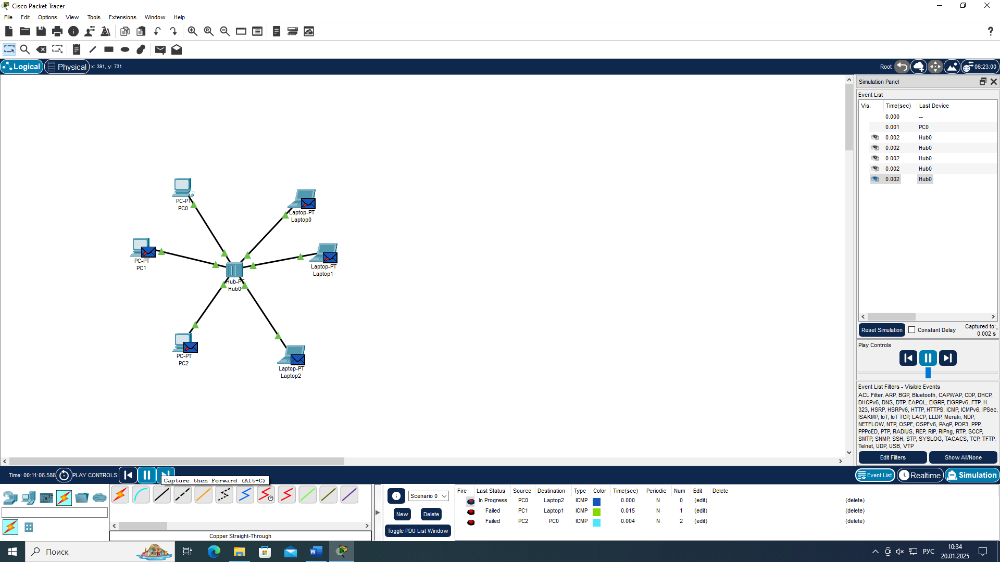 Cisco Packet Tracer
File Edit Options View Tools Extensions Window Help
Logical Physical x: 391, y: 731 Root 06:23:00
Simulation Panel
Event List
Vis. Time(sec) Last Device
0.000 --
0.001 PC0
0.002 Hub0
0.002 Hub0
0.002 Hub0
0.002 Hub0
0.002 Hub0
PC-PT
PC0
Laptop-PT
Laptop0
PC-PT
PC1
Laptop-PT
Laptop1
Hub-PT
Hub0
PC-PT
PC2
Laptop-PT
Laptop2
Reset Simulation Constant Delay Captured to:
0.002 s
Play Controls
Event List Filters - Visible Events
ACL Filter, ARP, BGP, Bluetooth, CAPWAP, CDP, DHCP,
DHCPv6, DNS, DTP, EAPOL, EIGRP, EIGRPv6, FTP, H.
323, HSRP, HSRPv6, HTTP, HTTPS, ICMP, ICMPv6, IPSec,
ISAKMP, IoT, IoT TCP, LACP, LLDP, Meraki, NDP,
NETFLOW, NTP, OSPF, OSPFv6, PAgP, POP3, PPP,
PPPoED, PTP, RADIUS, REP, RIP, RIPng, RTP, SCCP,
SMTP, SNMP, SSH, STP, SYSLOG, TACACS, TCP, TFTP,
Telnet, UDP, USB, VTP
Edit Filters Show All/None
Time: 00:11:06.588 PLAY CONTROLS: Event List Realtime Simulation
Capture then Forward (Alt+C)
Scenario 0
New Delete
Toggle PDU List Window
Fire Last Status Source Destination Type Color Time(sec) Periodic Num Edit Delete
In Progress PC0 Laptop2 ICMP 0.000 N 0 (edit) (delete)
Failed PC1 Laptop1 ICMP 0.015 N 1 (edit) (delete)
Failed PC2 PC0 ICMP 0.004 N 2 (edit) (delete)
Copper Straight-Through
Поиск РУС 10:34
20.01.2025